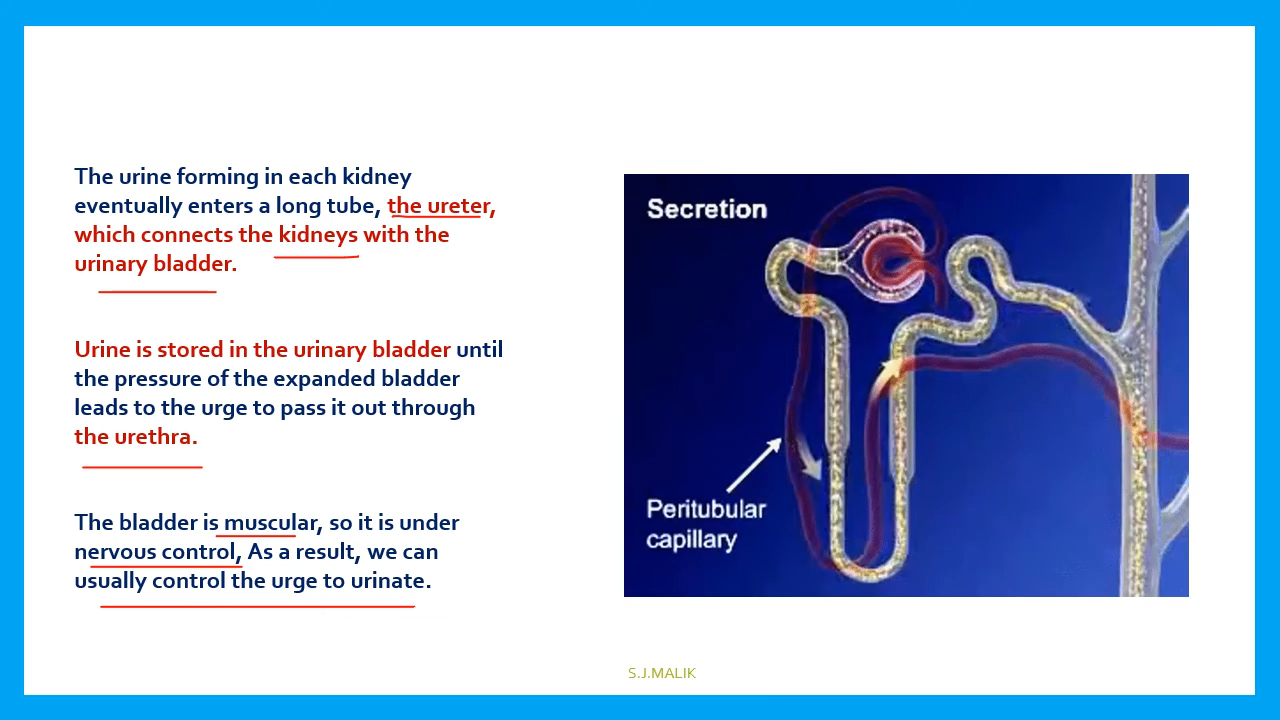 The urine forming in each kidney
eventually enters a long tube, the ureter,
which connects the kidneys with the
urinary bladder.
Urine is stored in the urinary bladder until
the pressure of the expanded bladder
leads to the urge to pass it out through
the urethra.
The bladder is muscular, so it is under
nervous control, As a result, we can
usually control the urge to urinate.
Secretion
Peritubular
capillary
S.J.MALIK